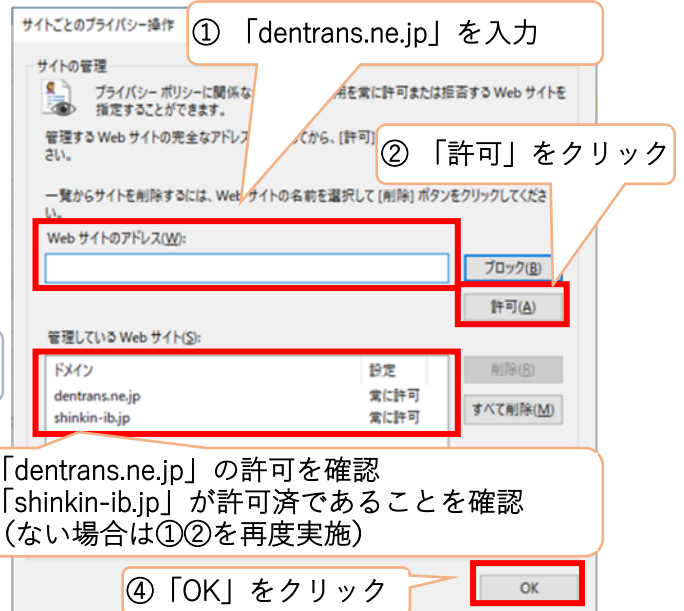 サイトごとのプライバシー操作
① 「dentrans.ne.jp」を入力
サイトの管理
プライバシー ポリシーに関係な 用を常に許可または拒否する Web サイトを
指定することができます。
管理する Web サイトの完全なアドレス てから、[許可]
さい。
② 「許可」をクリック
一覧からサイトを削除するには、Web サイトの名前を選択して [削除] ボタンをクリックしてくださ
い。
Web サイトのアドレス(W):
ブロック(B)
許可(A)
管理している Web サイト(S):
ドメイン 設定
削除(R)
dentrans.ne.jp 常に許可
shinkin-ib.jp 常に許可
すべて削除(M)
「dentrans.ne.jp」の許可を確認
「shinkin-ib.jp」が許可済であることを確認
(ない場合は①②を再度実施)
④「OK」をクリック
OK